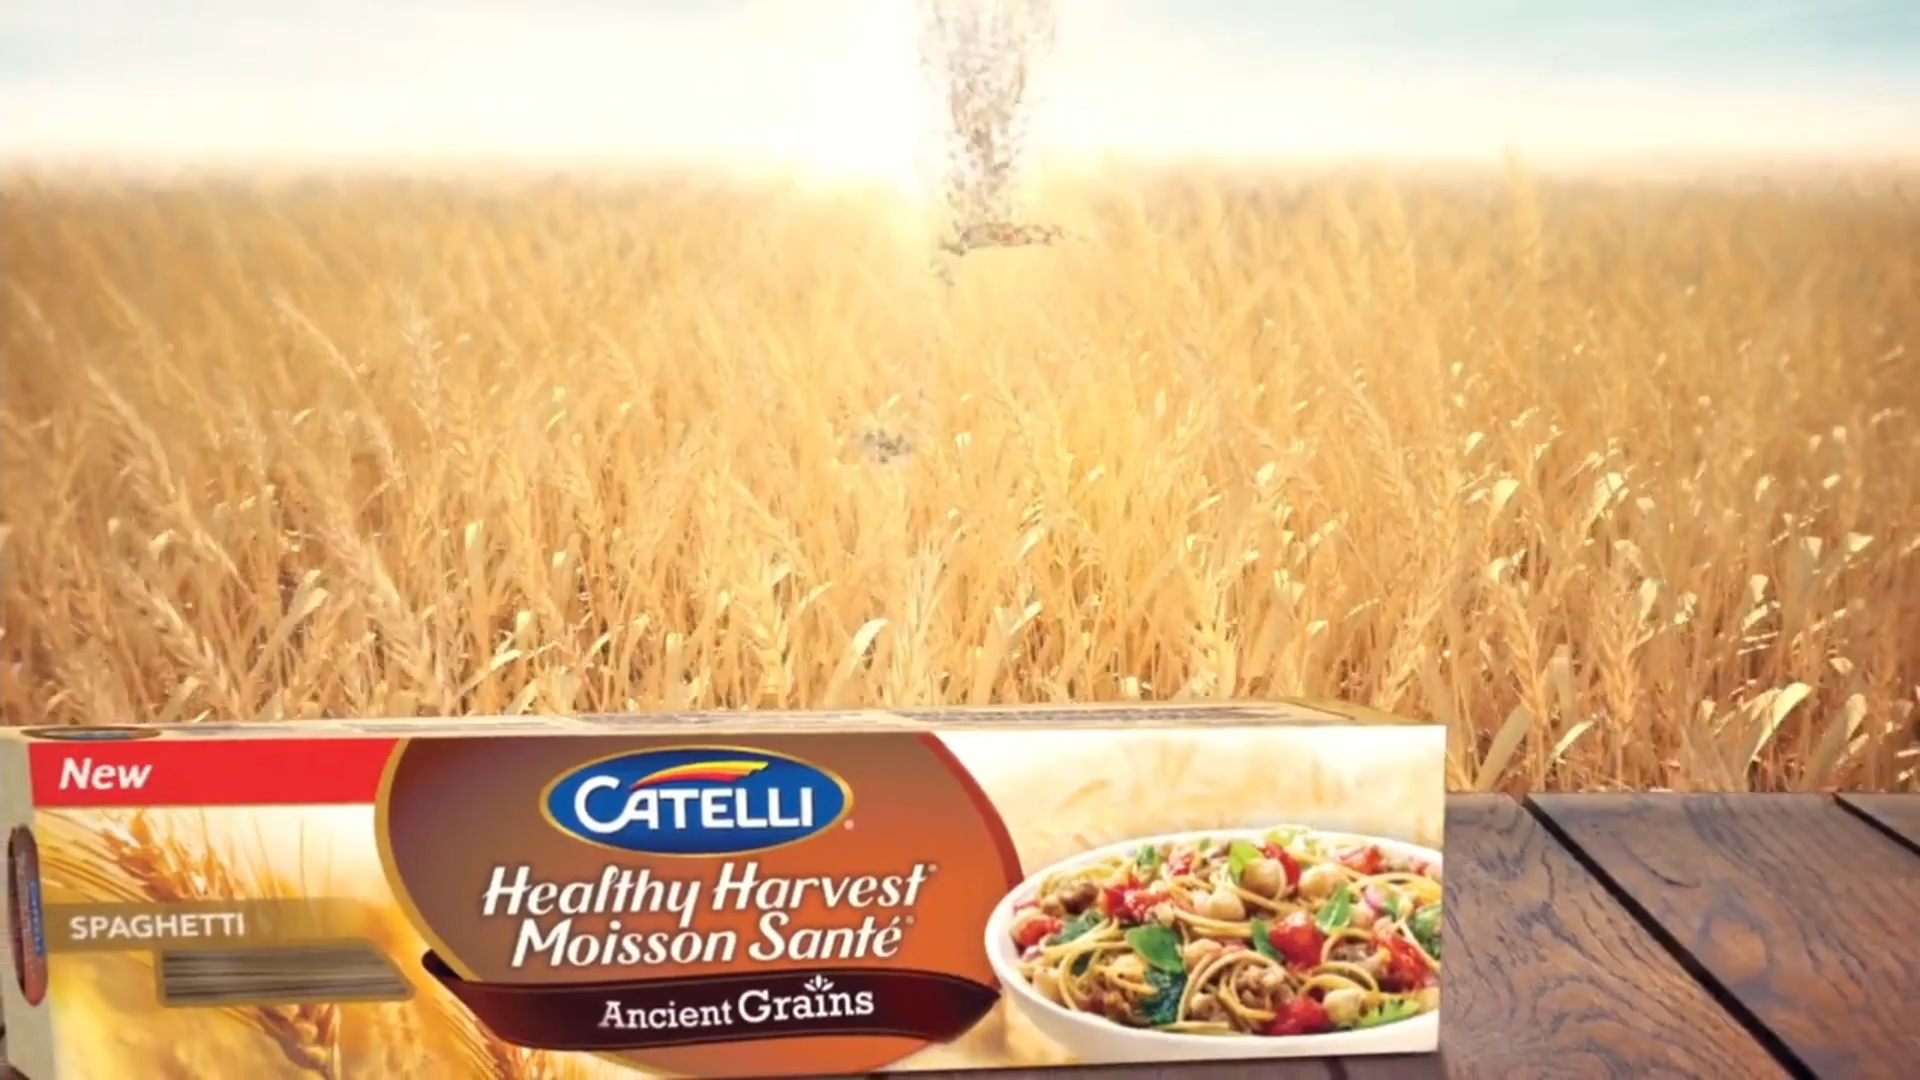 New
CATELLI
Healthy Harvest®
Moisson Santé®
Ancient Grains
SPAGHETTI